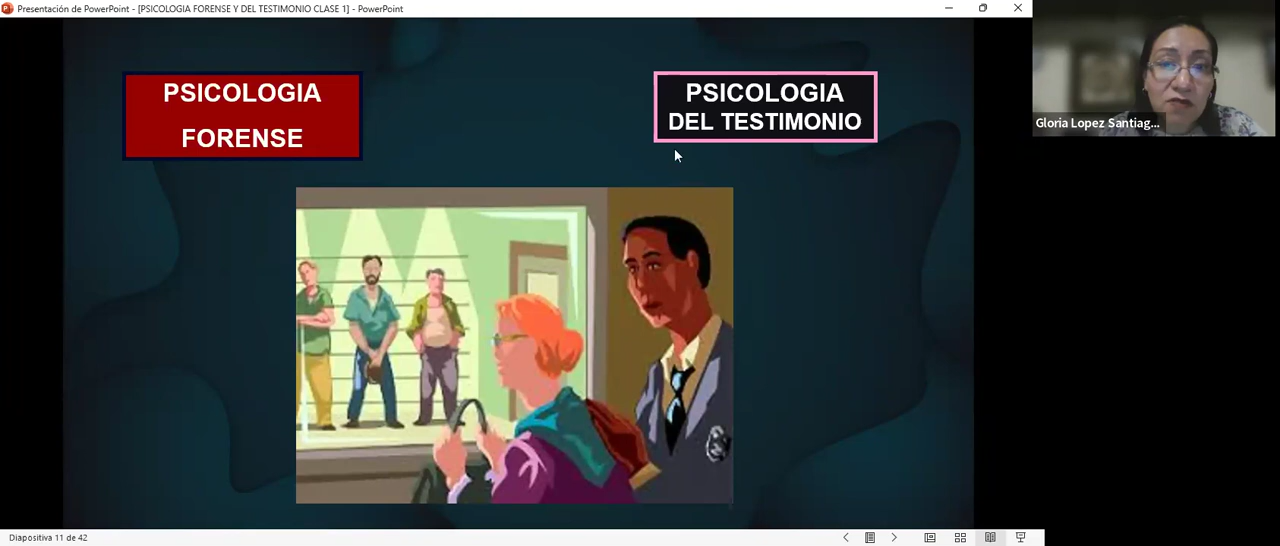 Presentación de PowerPoint - [PSICOLOGIA FORENSE Y DEL TESTIMONIO CLASE 1] - PowerPoint
PSICOLOGIA
FORENSE
PSICOLOGIA
DEL TESTIMONIO
Gloria Lopez Santiag...
Diapositiva 11 de 42